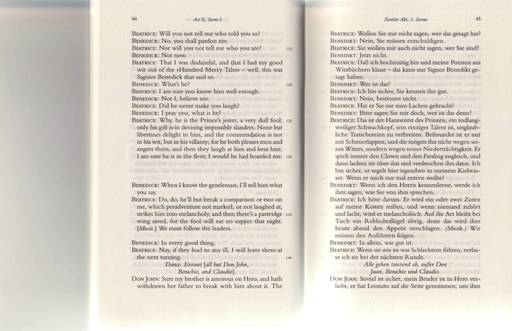 44
Act II, Scene I
BEATRICE: Will you not tell me who told you so?
BENEDICK: No, you shall pardon me.
BEATRICE: Nor will you not tell me who you are?
BENEDICK: Not now.
BEATRICE: That I was disdainful, and that I had my good
wit out of the «Hundred Merry Tales» – well, this was
Signor Benedick that said so.
BENEDICK: What's he?
BEATRICE: I am sure you know him well enough.
BENEDICK: Not I, believe me.
BEATRICE: Did he never make you laugh?
BENEDICK: I pray you, what is he?
BEATRICE: Why, he is the Prince's jester, a very dull fool;
only his gift is in devising impossible slanders. None but
libertines delight in him, and the commendation is not
in his wit, but in his villainy; for he both pleases men and
angers them, and then they laugh at him and beat him.
I am sure he is in the fleet; I would he had boarded me.
BENEDICK: When I know the gentleman, I'll tell him what
you say.
BEATRICE: Do, do, he'll but break a comparison or two on
me, which peradventure not marked, or not laughed at,
strikes him into melancholy; and then there's a partridge
wing saved, for the fool will eat no supper that night.
[Music.] We must follow the leaders.
BENEDICK: In every good thing.
BEATRICE: Nay, if they lead to any ill, I will leave them at
the next turning.
Dance. Exeunt [all but Don John,
Borachio, and Claudio].
DON JOHN: Sure my brother is amorous on Hero, and hath
withdrawn her father to break with him about it. The
Zweiter Akt, 1. Szene
45
BEATRICE: Wollen Sie mir nicht sagen, wer das gesagt hat?
BENEDIKT: Nein, Sie müssen entschuldigen.
BEATRICE: Sie wollen mir auch nicht sagen, wer Sie sind?
BENEDIKT: Jetzt nicht.
BEATRICE: Daß ich hochmütig bin und meine Pointen aus
Witzbüchern klaue – das kann nur Signor Benedikt ge-
sagt haben.
BENEDIKT: Wer ist das?
BEATRICE: Ich bin sicher, Sie kennen ihn gut.
BENEDIKT: Nein, bestimmt nicht.
BEATRICE: Hat er Sie nie zum Lachen gebracht?
BENEDIKT: Bitte sagen Sie mir doch, wer ist das denn?
BEATRICE: Das ist der Hanswurst des Prinzen, ein todlang-
weiliger Schwachkopf, sein einziges Talent ist, unglaub-
liche Tratschereien zu verbreiten. Befreundet ist er nur
mit Schmierlappen, und die mögen ihn nicht wegen sei-
nes Witzes, sondern wegen seiner Niederträchtigkeit. Er
spielt immer den Clown und den Fiesling zugleich, und
dann lachen sie über ihn und verdreschen ihn dann. Ich
bin sicher, er segelt hier irgendwo in meinem Kielwas-
ser. Wenn er mich nur mal entern wollte!
BENEDIKT: Wenn ich den Herrn kennenlerne, werde ich
ihm sagen, wie Sie von ihm sprechen.
BEATRICE: Ich bitte darum. Er wird ein oder zwei Zoten
auf meine Kosten reißen, und wenn niemand zuhört
und lacht, wird er melancholisch. Auf die Art bleibt bei
Tisch ein Rebhuhnflügel übrig, denn das wird ihm
heute abend den Appetit verschlagen. (Musik.) Wir
müssen den Anführern folgen.
BENEDIKT: In allem, was gut ist.
BEATRICE: Wenn sie uns zu was Schlechtem führen, verlas-
se ich sie bei der nächsten Runde.
Alle gehen tanzend ab, außer Don
Juan, Borachio und Claudio.
DON JUAN: Soviel ist sicher, mein Bruder ist in Hero ver-
liebt, er hat Leonato auf die Seite genommen, um ihn